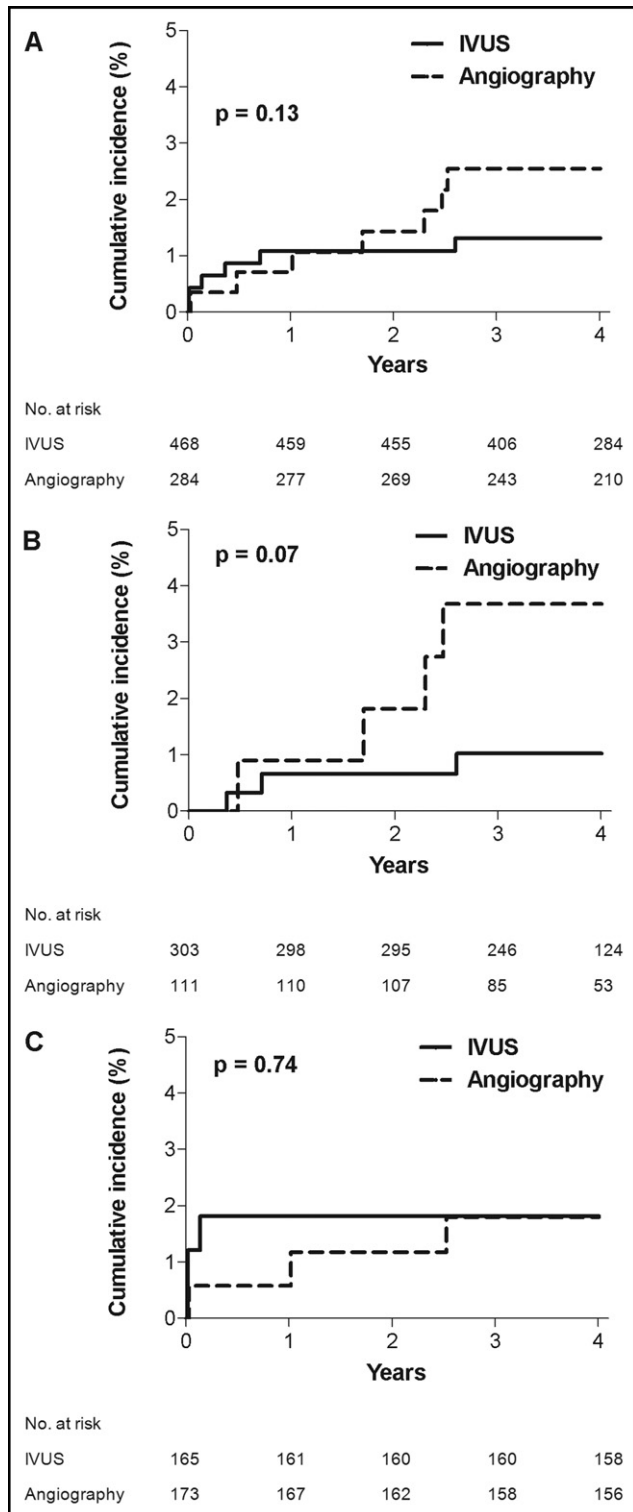 A
Cumulative incidence (%)
5
4
3
2
1
0
IVUS
Angiography
p = 0.13
0 1 2 3 4
Years
No. at risk
IVUS 468 459 455 406 284
Angiography 284 277 269 243 210
B
Cumulative incidence (%)
5
4
3
2
1
0
IVUS
Angiography
p = 0.07
0 1 2 3 4
Years
No. at risk
IVUS 303 298 295 246 124
Angiography 111 110 107 85 53
C
Cumulative incidence (%)
5
4
3
2
1
0
IVUS
Angiography
p = 0.74
0 1 2 3 4
Years
No. at risk
IVUS 165 161 160 160 158
Angiography 173 167 162 158 156